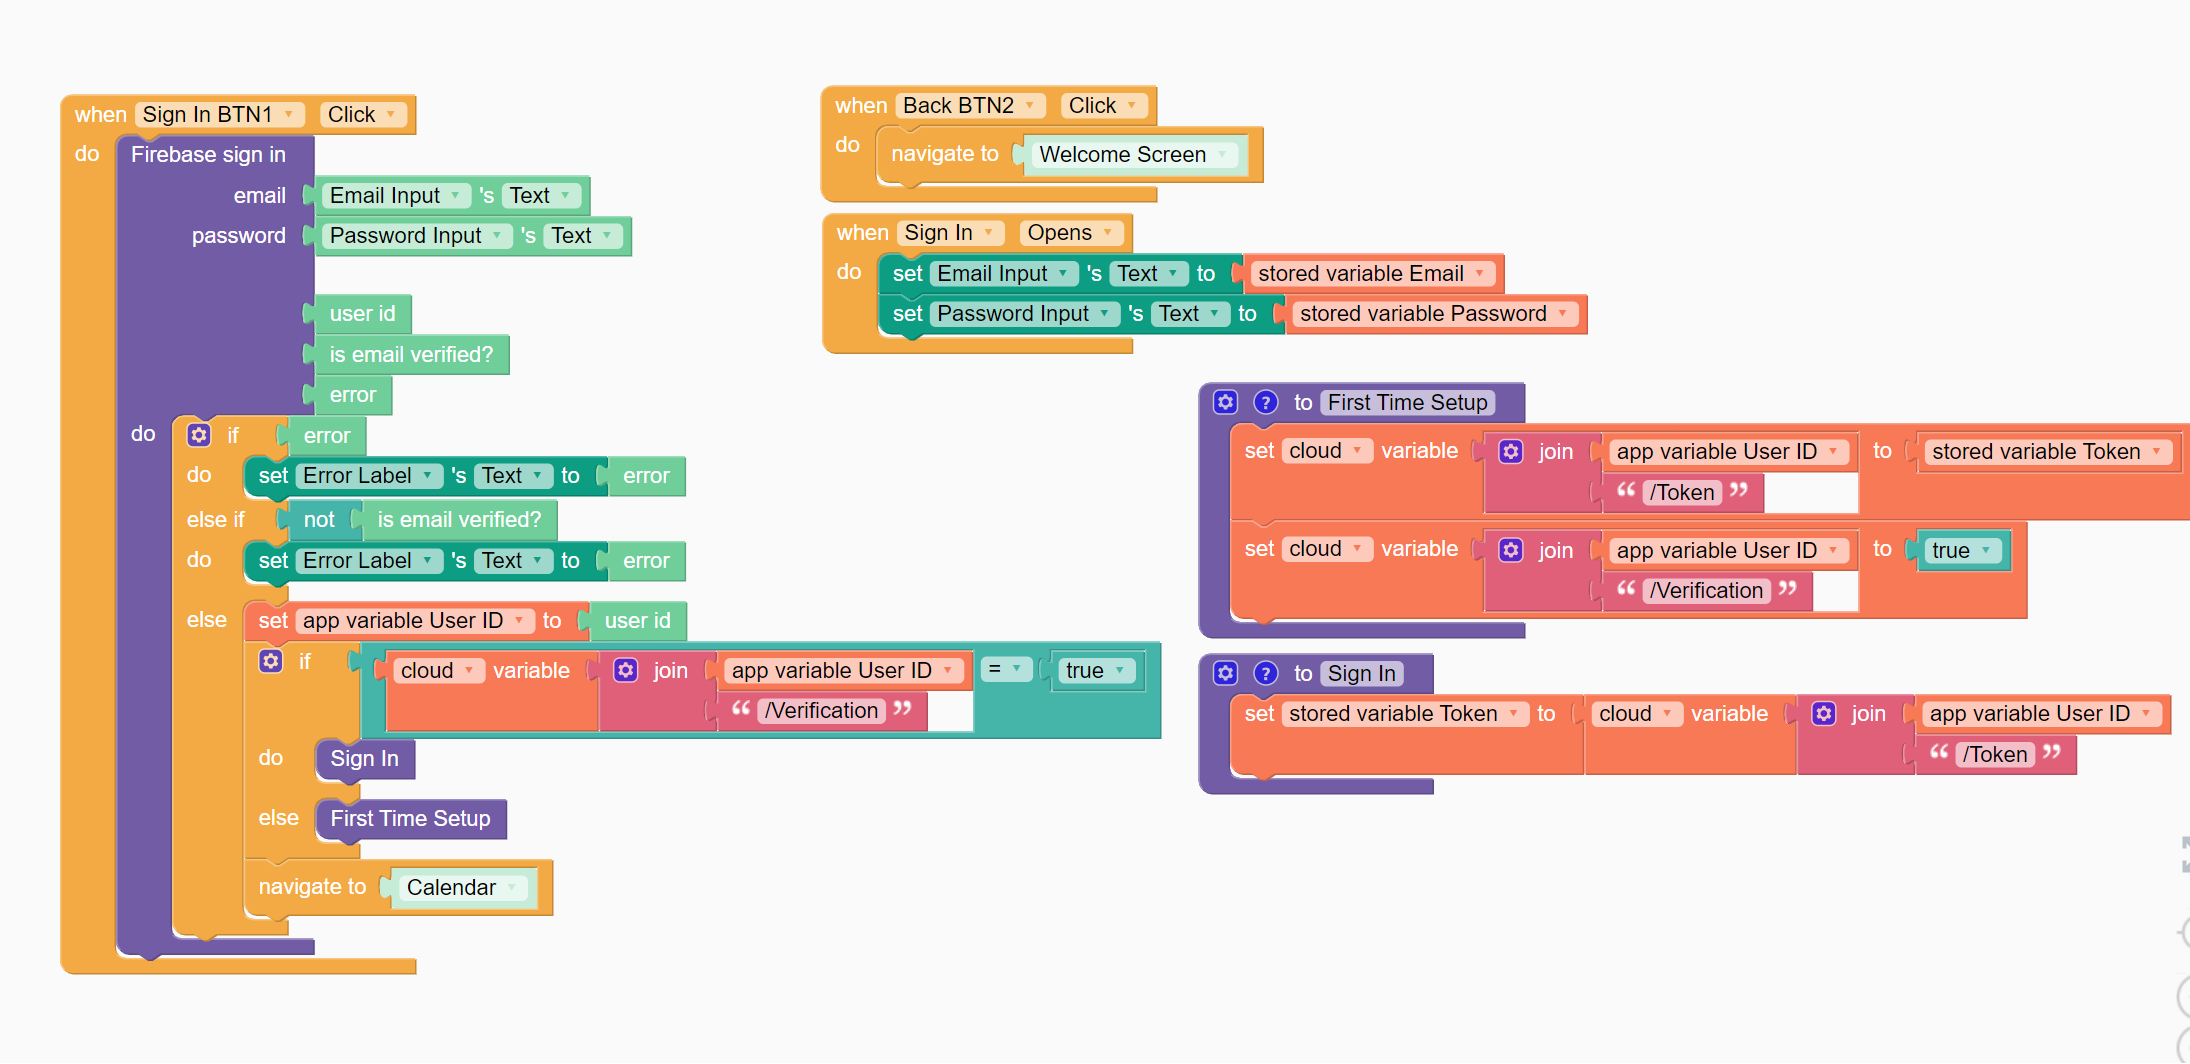 when Sign In BTN1 Click
do Firebase sign in
email Email Input 's Text
password Password Input 's Text
user id
is email verified?
error
do if error
do set Error Label 's Text to error
else if not is email verified?
do set Error Label 's Text to error
else set app variable User ID to user id
if cloud variable join app variable User ID = true
“ /Verification ”
do Sign In
else First Time Setup
navigate to Calendar
when Back BTN2 Click
do navigate to Welcome Screen
when Sign In Opens
do set Email Input 's Text to stored variable Email
set Password Input 's Text to stored variable Password
? to First Time Setup
set cloud variable join app variable User ID to stored variable Token
“ /Token ”
set cloud variable join app variable User ID to true
“ /Verification ”
? to Sign In
set stored variable Token to cloud variable join app variable User ID
“ /Token ”